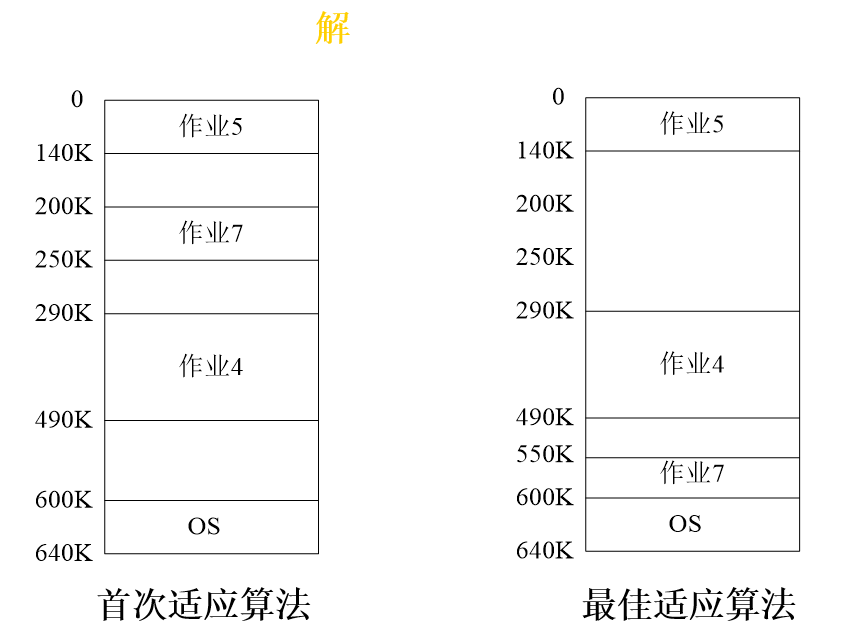 解
0
作业5
140K
200K
作业7
250K
290K
作业4
490K
600K
OS
640K
首次适应算法
0
作业5
140K
200K
250K
290K
作业4
490K
550K
作业7
600K
OS
640K
最佳适应算法